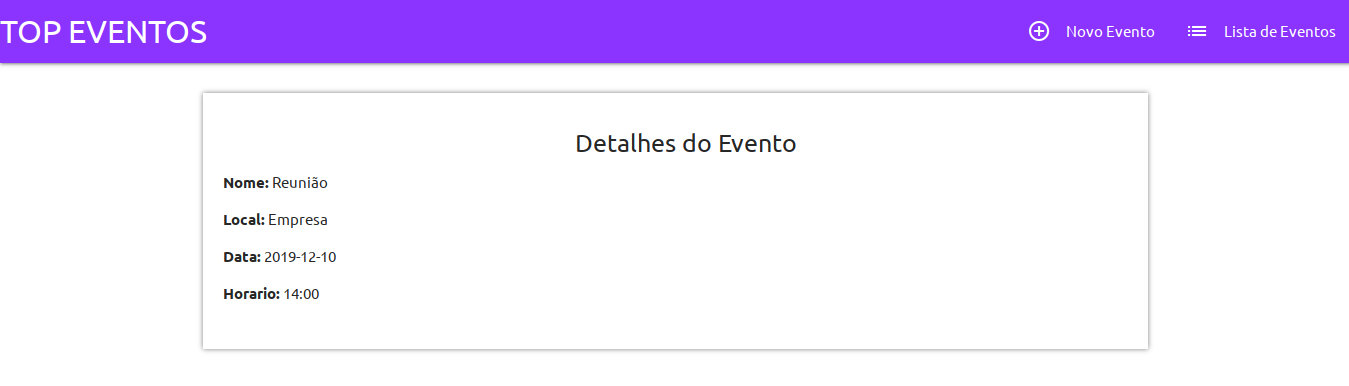 TOP EVENTOS
Novo Evento
Lista de Eventos
Detalhes do Evento
Nome: Reunião
Local: Empresa
Data: 2019-12-10
Horario: 14:00